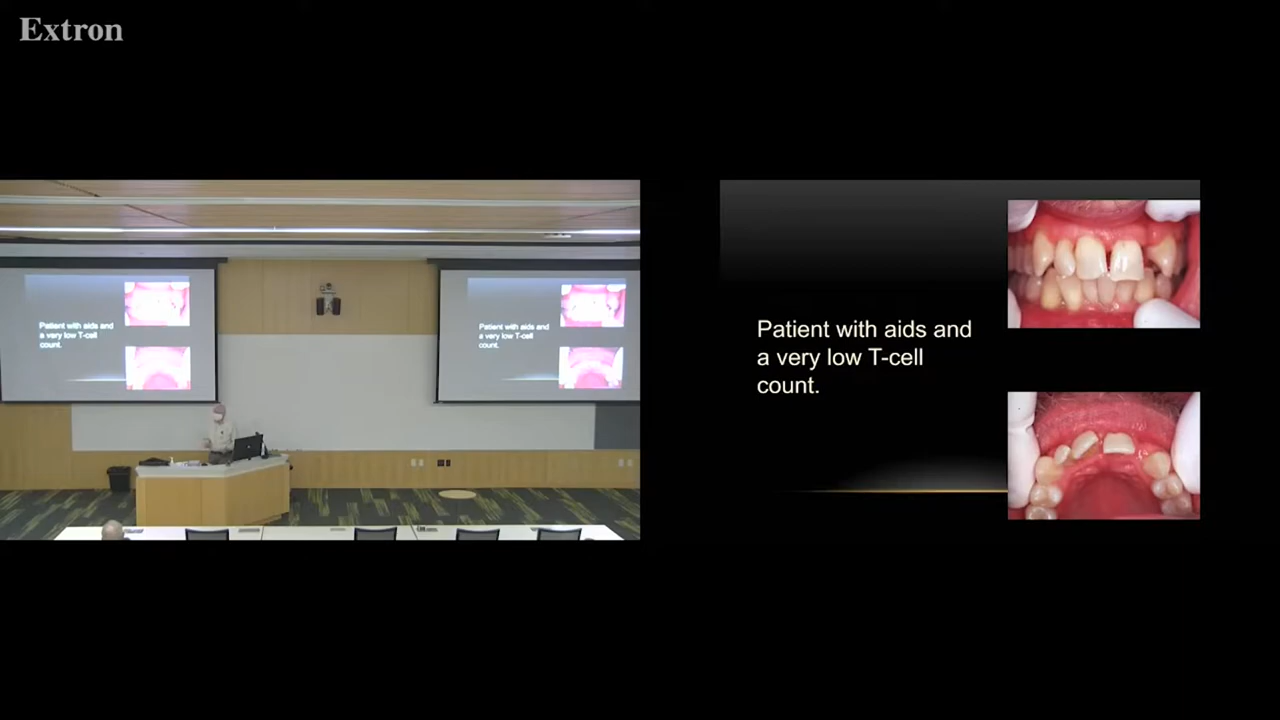 Extron
Patient with aids and
a very low T-cell
count.
Patient with aids and
a very low T-cell
count.
Patient with aids and
a very low T-cell
count.